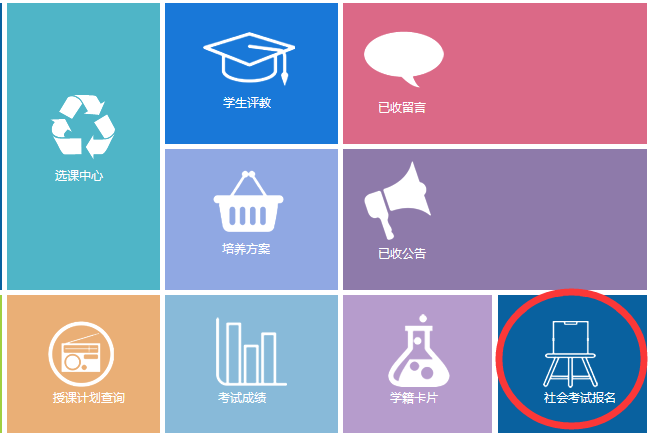 学生评教
已收留言
选课中心
培养方案
已收公告
授课计划查询
考试成绩
学籍卡片
社会考试报名